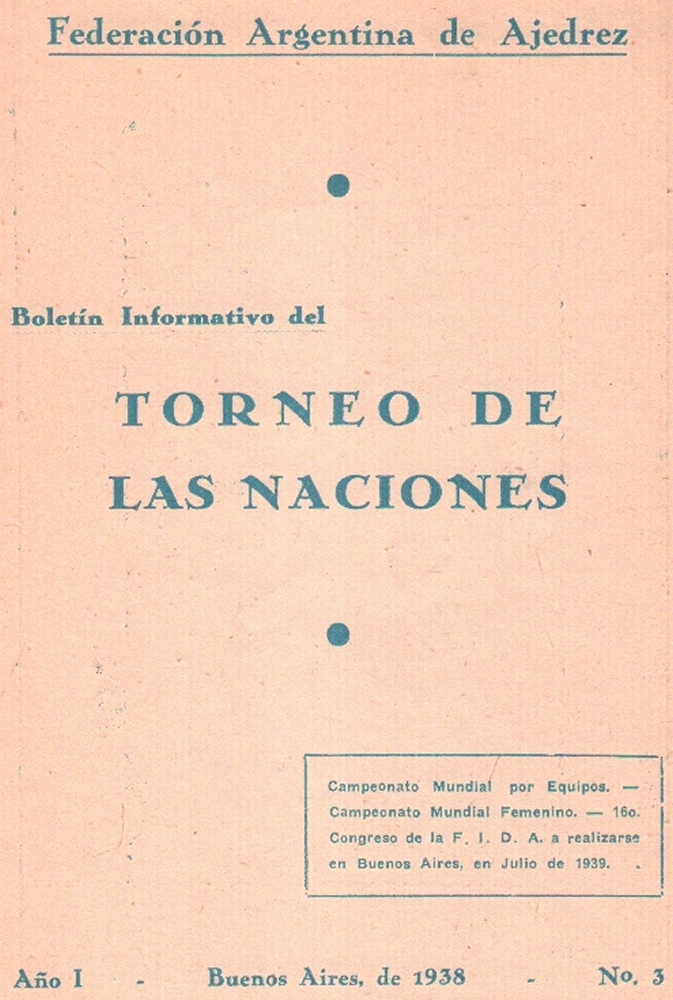 Federación Argentina de Ajedrez
Boletín Informativo del
TORNEO DE
LAS NACIONES
Campeonato Mundial por Equipos. —
Campeonato Mundial Femenino. — 16o.
Congreso de la F. I. D. A. a realizarse
en Buenos Aires, en Julio de 1939. .
Año I - Buenos Aires, de 1938 - No. 3